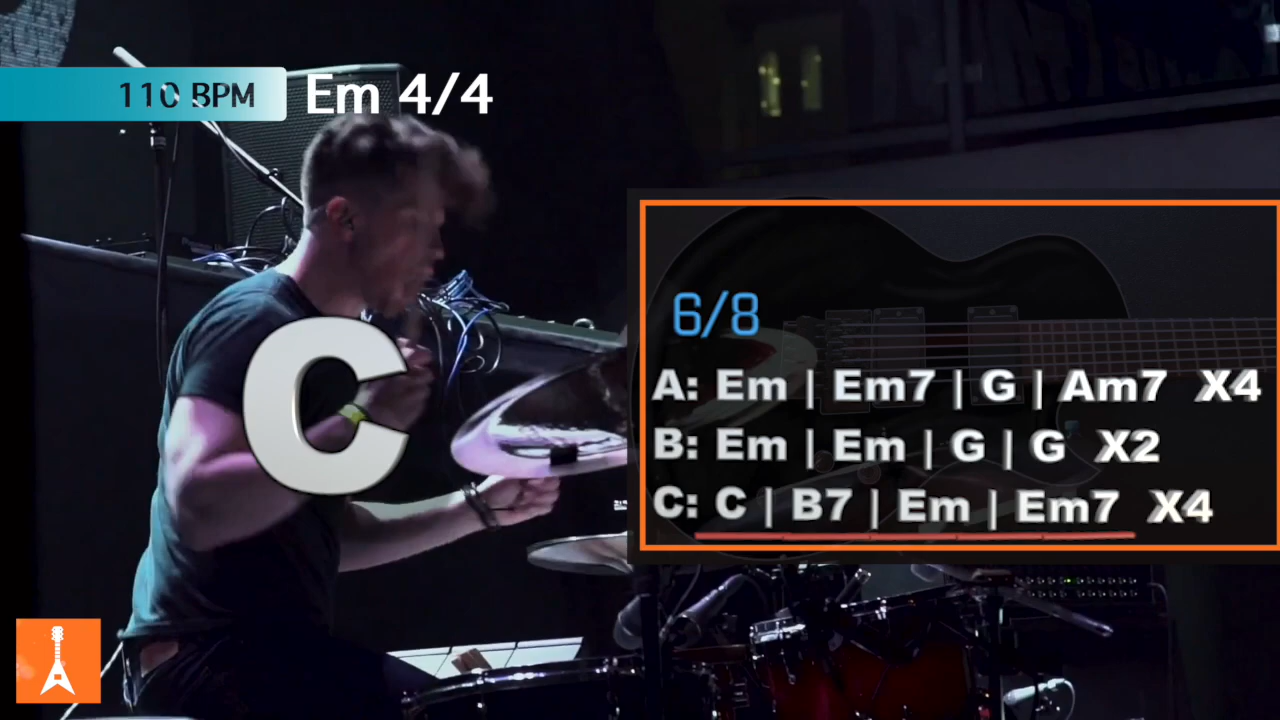 110 BPM Em 4/4
6/8
A: Em | Em7 | G | Am7 X4
B: Em | Em | G | G X2
C: C | B7 | Em | Em7 X4
C